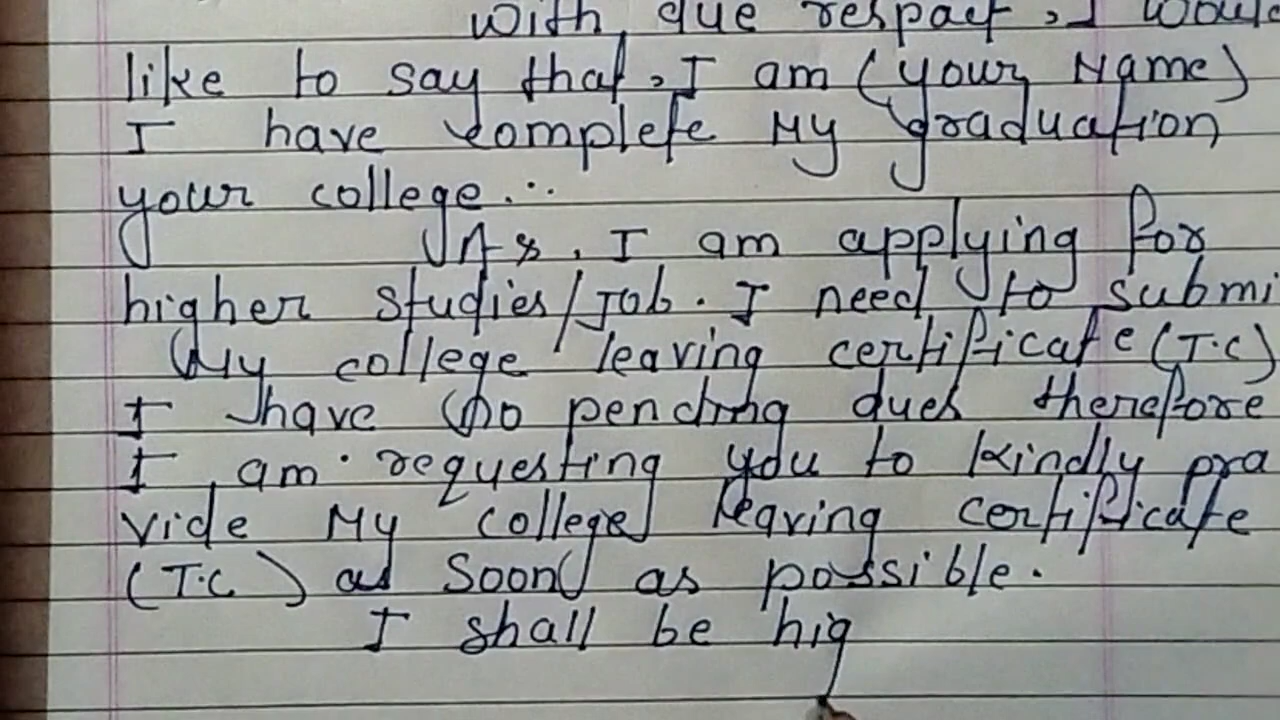 with due respact, I would
like to say that, I am (your Name)
I have complete My graduation
your college...
As, I am applying for
higher studies/Job. I need to submi
My college leaving certificate (T.C)
I have no pending dues therefore
I am requesting you to kindly pra
vide My college leaving certificate
(T.C) as soon as possible.
I shall be hig